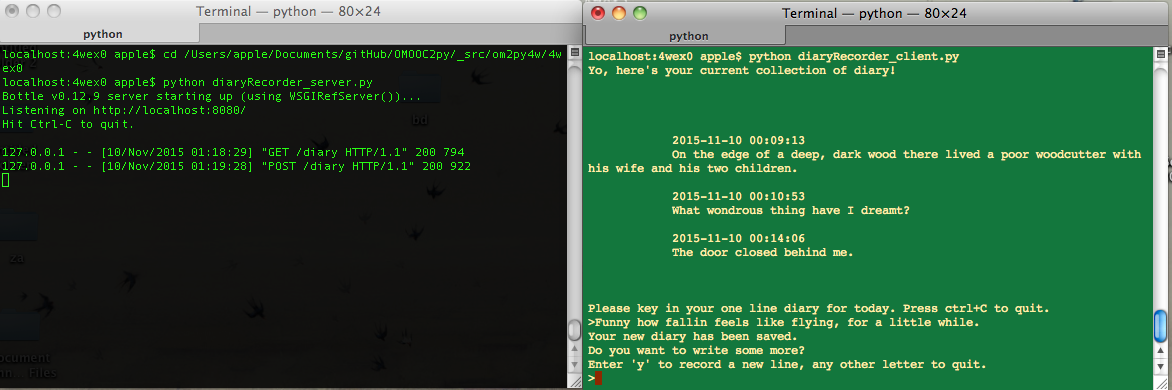 Terminal — python — 80×24
python
localhost:4wex0 apple$ cd /Users/apple/Documents/gitHub/OMOOC2py/_src/om2py4w/4w
ex0
localhost:4wex0 apple$ python diaryRecorder_server.py
Bottle v0.12.9 server starting up (using WSGIRefServer())...
Listening on http://localhost:8080/
Hit Ctrl-C to quit.
127.0.0.1 - - [10/Nov/2015 01:18:29] "GET /diary HTTP/1.1" 200 794
127.0.0.1 - - [10/Nov/2015 01:19:28] "POST /diary HTTP/1.1" 200 922
Terminal — python — 80×24
python
localhost:4wex0 apple$ python diaryRecorder_client.py
Yo, here's your current collection of diary!
2015-11-10 00:09:13
On the edge of a deep, dark wood there lived a poor woodcutter with
his wife and his two children.
2015-11-10 00:10:53
What wondrous thing have I dreamt?
2015-11-10 00:14:06
The door closed behind me.
Please key in your one line diary for today. Press ctrl+C to quit.
>Funny how fallin feels like flying, for a little while.
Your new diary has been saved.
Do you want to write some more?
Enter 'y' to record a new line, any other letter to quit.
>